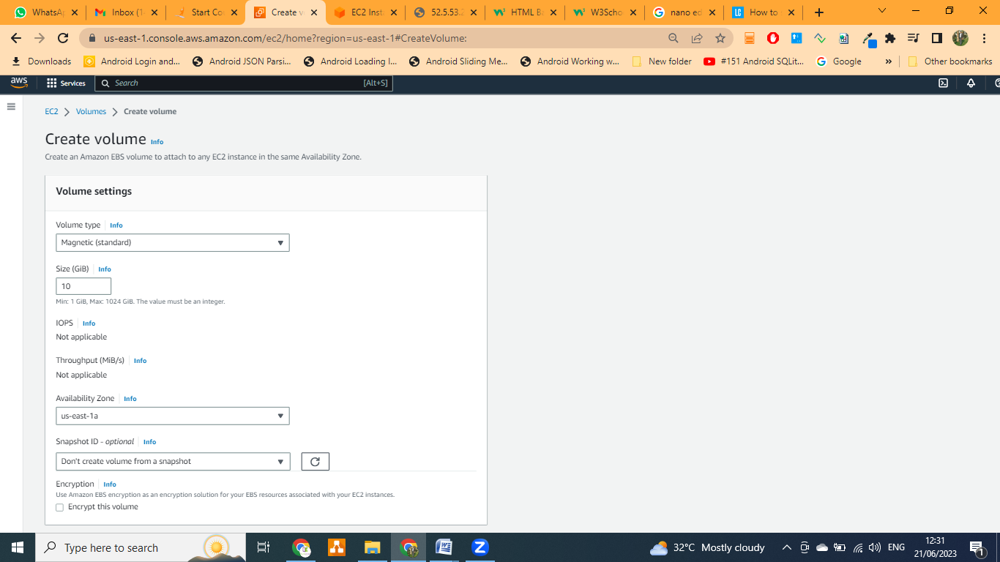 WhatsAp
Inbox (1
Start Co
Create v
EC2 Inst
52.5.53.2
HTML Ba
W3Scho
nano ed
How to
us-east-1.console.aws.amazon.com/ec2/home?region=us-east-1#CreateVolume:
Downloads
Android Login and...
Android JSON Parsi...
Android Loading I...
Android Sliding Me...
Android Working w...
New folder
#151 Android SQLit...
Google
»
Other bookmarks
aws
Services
Search
[Alt+S]
EC2 > Volumes > Create volume
Create volume Info
Create an Amazon EBS volume to attach to any EC2 instance in the same Availability Zone.
Volume settings
Volume type Info
Magnetic (standard)
Size (GiB) Info
10
Min: 1 GiB, Max: 1024 GiB. The value must be an integer.
IOPS Info
Not applicable
Throughput (MiB/s) Info
Not applicable
Availability Zone Info
us-east-1a
Snapshot ID - optional Info
Don't create volume from a snapshot
Encryption Info
Use Amazon EBS encryption as an encryption solution for your EBS resources associated with your EC2 instances.
Encrypt this volume
Type here to search
32°C Mostly cloudy
ENG
12:31
21/06/2023
1